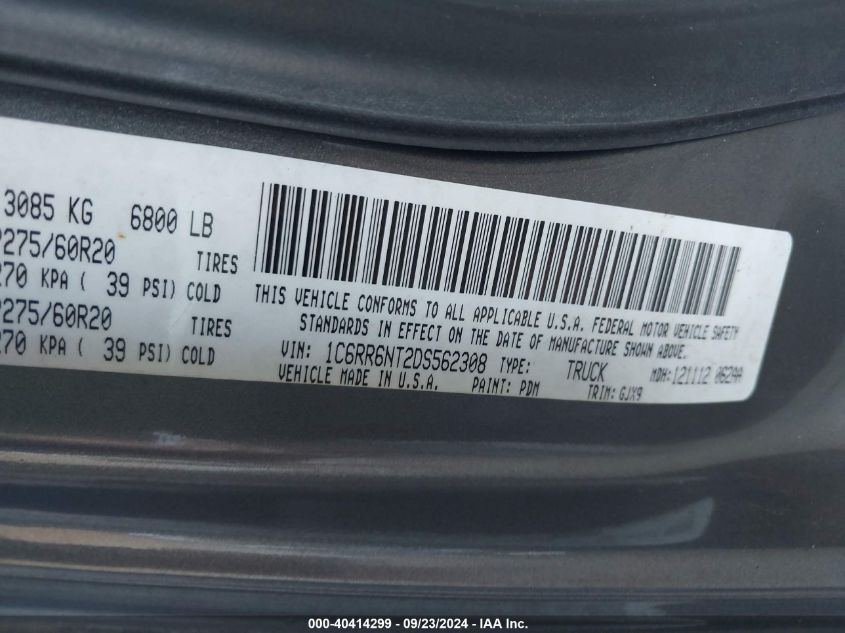 3085 KG 6800 LB
275/60R20 TIRES
270 KPA ( 39 PSI) COLD
275/60R20 TIRES
270 KPA ( 39 PSI) COLD
THIS VEHICLE CONFORMS TO ALL APPLICABLE U.S.A. FEDERAL MOTOR VEHICLE SAFETY
STANDARDS IN EFFECT ON THE DATE OF MANUFACTURE SHOWN ABOVE.
VIN: 1C6RR6NT2DS562308 TYPE: TRUCK MDH: 121112 062AA
VEHICLE MADE IN U.S.A. PAINT: PDM TRIM: GJX9
000-40414299 - 09/23/2024 - IAA Inc.